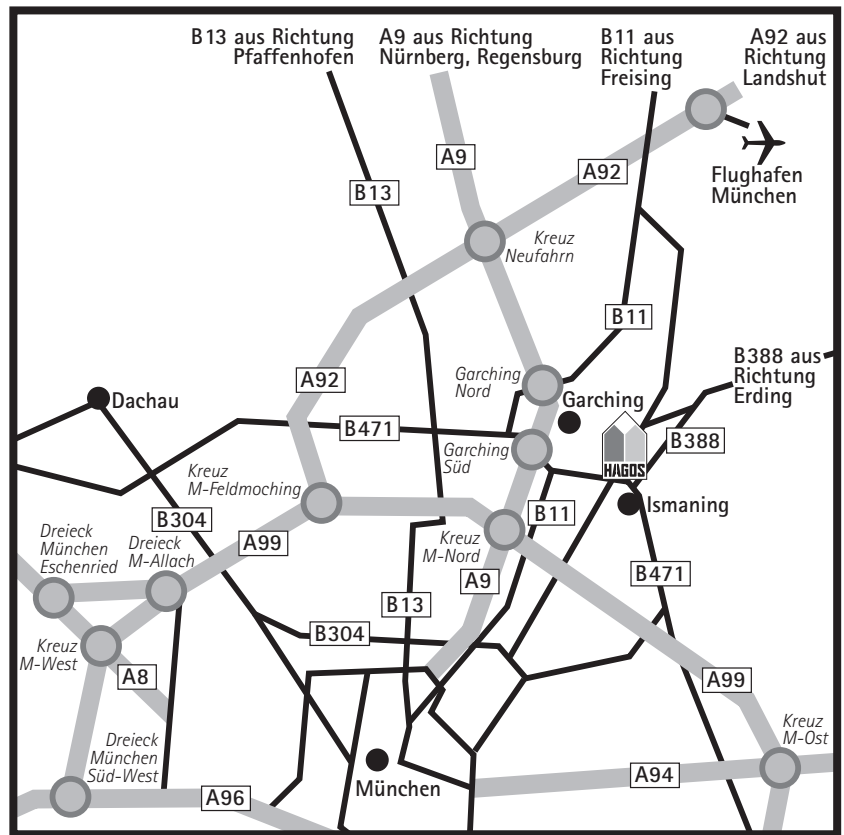 B13 aus Richtung
Pfaffenhofen
A9 aus Richtung
Nürnberg, Regensburg
B11 aus
Richtung
Freising
A92 aus
Richtung
Landshut
A9
A92
B13
Flughafen
München
Kreuz
Neufahrn
B11
B388 aus
Richtung
Erding
A92
Garching
Nord
Garching
Dachau
B471
Garching
Süd
B388
HAGOS
Kreuz
M-Feldmoching
Ismaning
B304
B11
Dreieck
München
Eschenried
Dreieck
M-Allach
A99
Kreuz
M-Nord
A9
B471
B13
B304
Kreuz
M-West
A8
A99
Kreuz
M-Ost
Dreieck
München
Süd-West
A94
München
A96